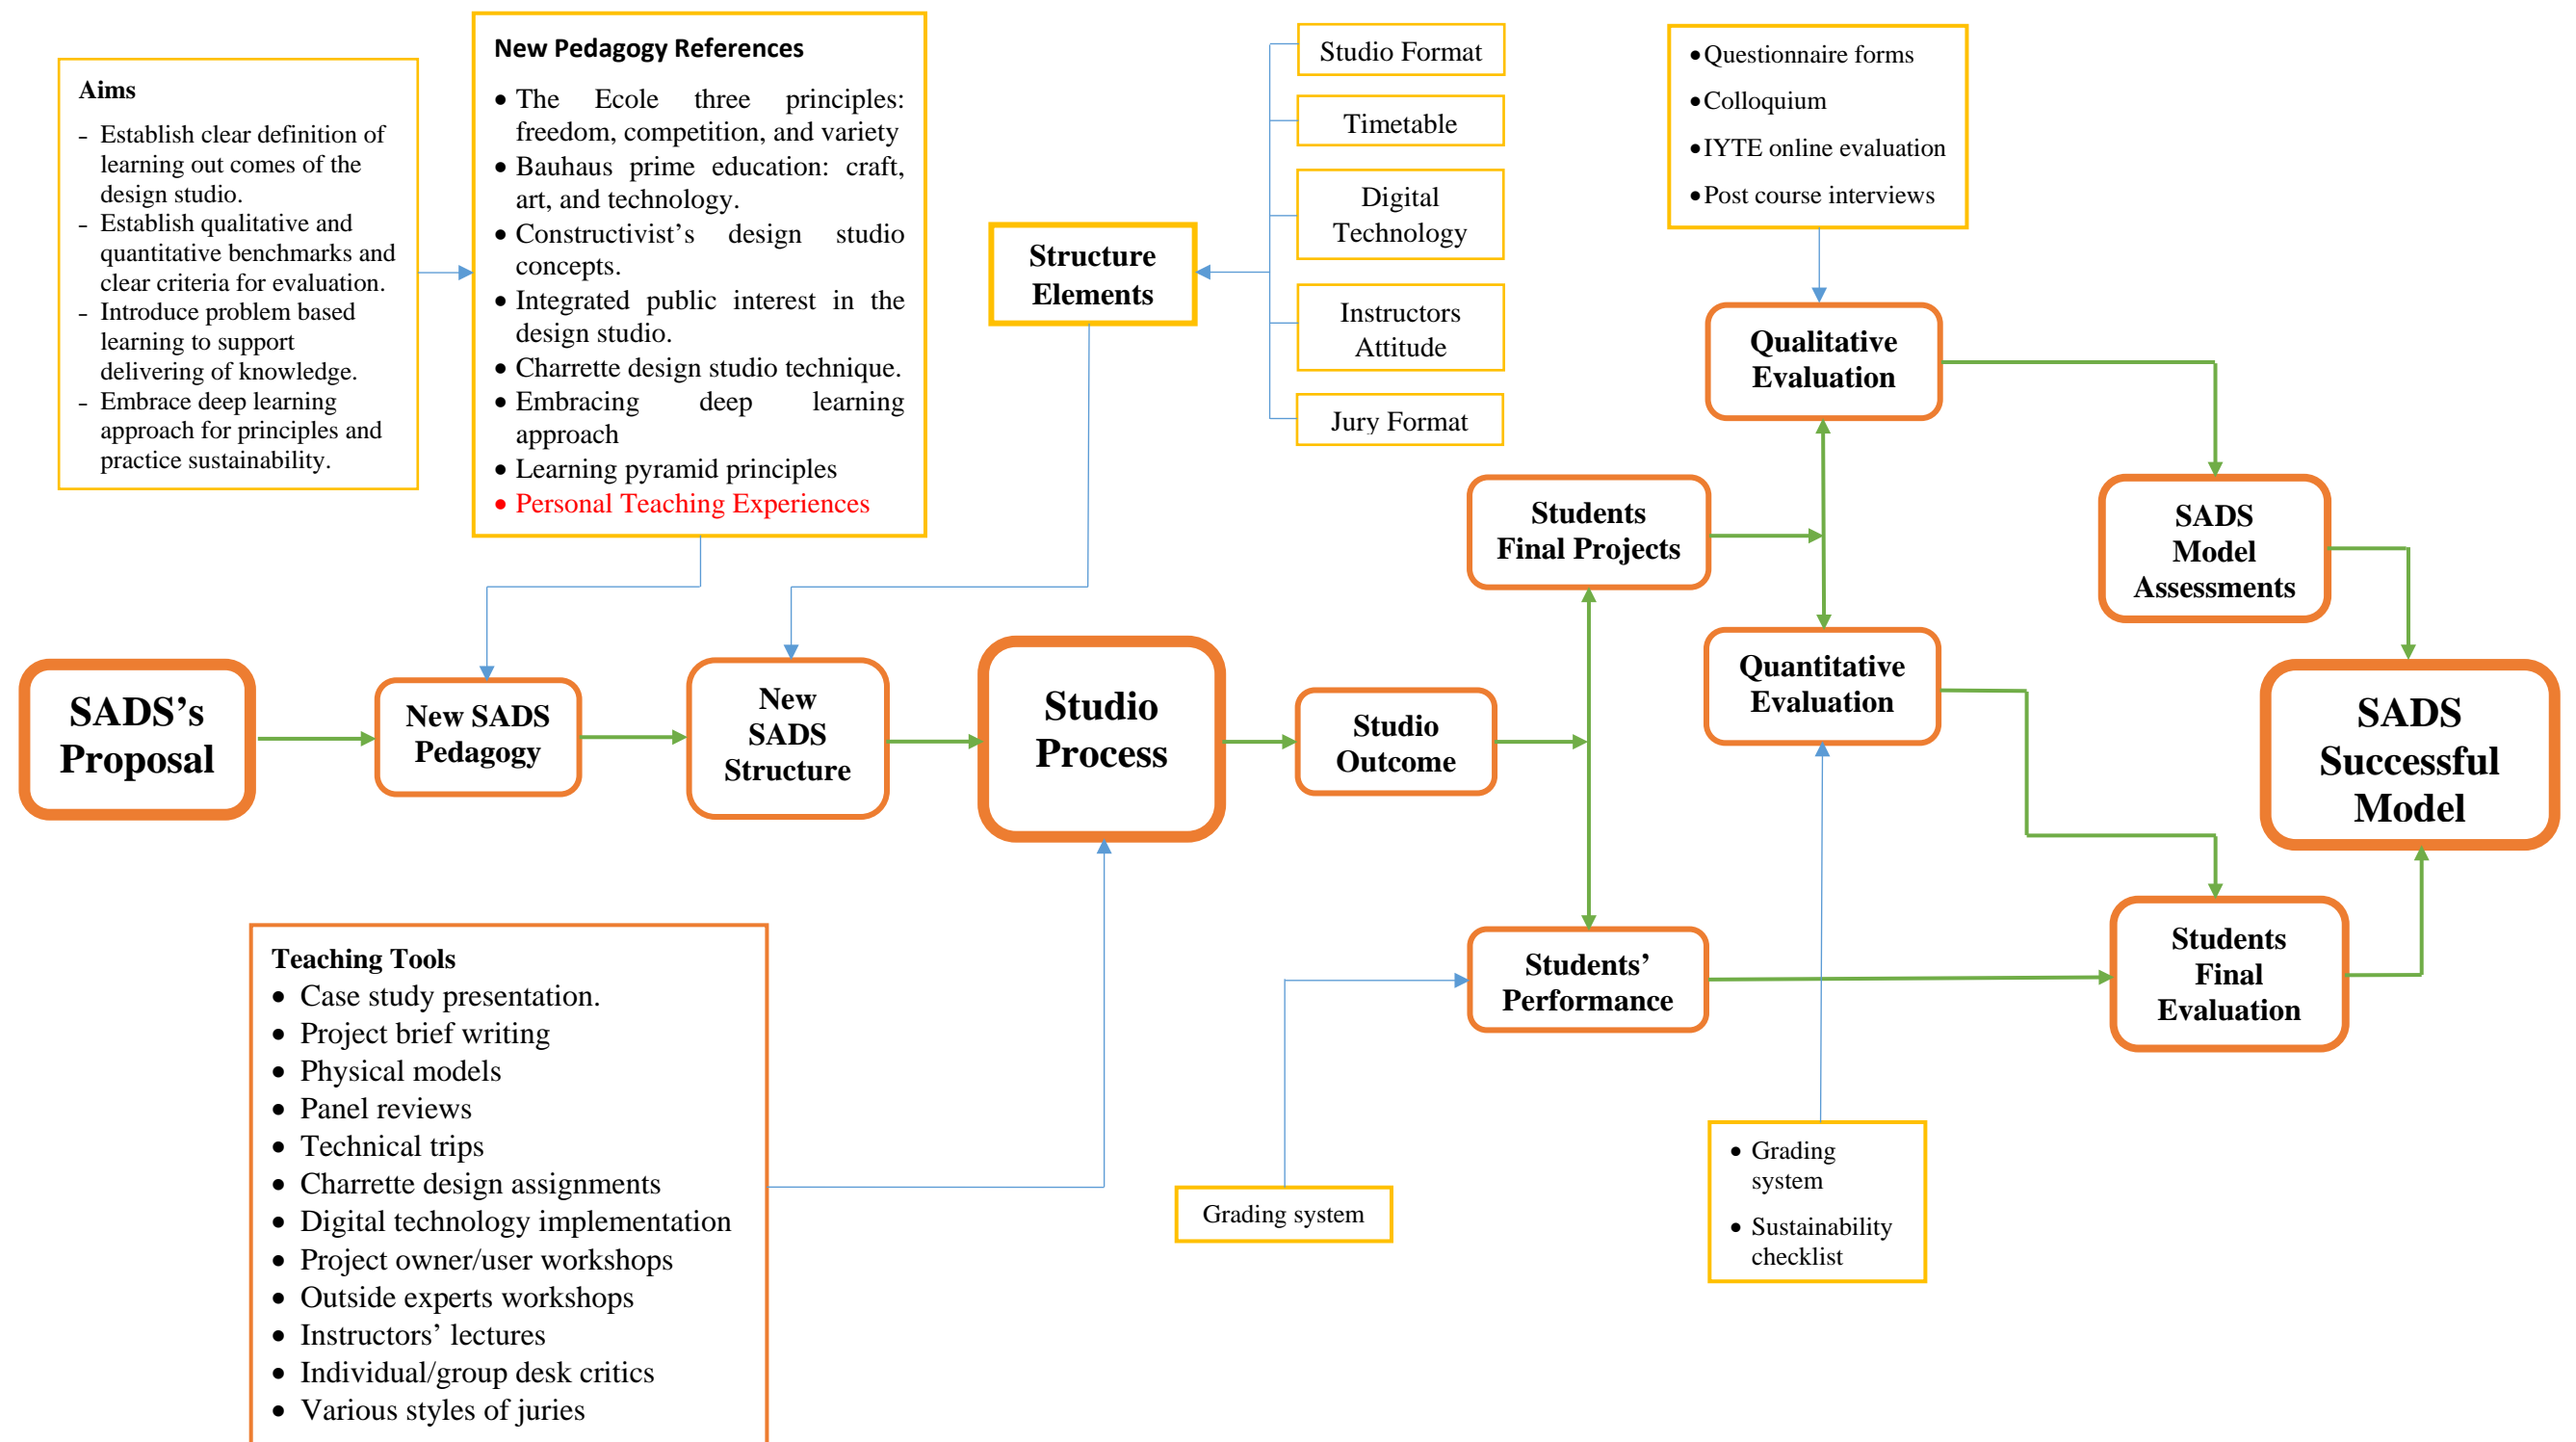 Aims
- Establish clear definition of
learning out comes of the
design studio.
- Establish qualitative and
quantitative benchmarks and
clear criteria for evaluation.
- Introduce problem based
learning to support
delivering of knowledge.
- Embrace deep learning
approach for principles and
practice sustainability.
New Pedagogy References
• The Ecole three principles:
freedom, competition, and variety
• Bauhaus prime education: craft,
art, and technology.
• Constructivist’s design studio
concepts.
• Integrated public interest in the
design studio.
• Charrette design studio technique.
• Embracing deep learning
approach
• Learning pyramid principles
• Personal Teaching Experiences
Structure
Elements
Studio Format
Timetable
Digital
Technology
Instructors
Attitude
Jury Format
• Questionnaire forms
• Colloquium
• IYTE online evaluation
• Post course interviews
Qualitative
Evaluation
Students
Final Projects
SADS
Model
Assessments
Quantitative
Evaluation
SADS’s
Proposal
New SADS
Pedagogy
New
SADS
Structure
Studio
Process
Studio
Outcome
SADS
Successful
Model
Students’
Performance
Students
Final
Evaluation
Teaching Tools
• Case study presentation.
• Project brief writing
• Physical models
• Panel reviews
• Technical trips
• Charrette design assignments
• Digital technology implementation
• Project owner/user workshops
• Outside experts workshops
• Instructors’ lectures
• Individual/group desk critics
• Various styles of juries
Grading system
• Grading
system
• Sustainability
checklist